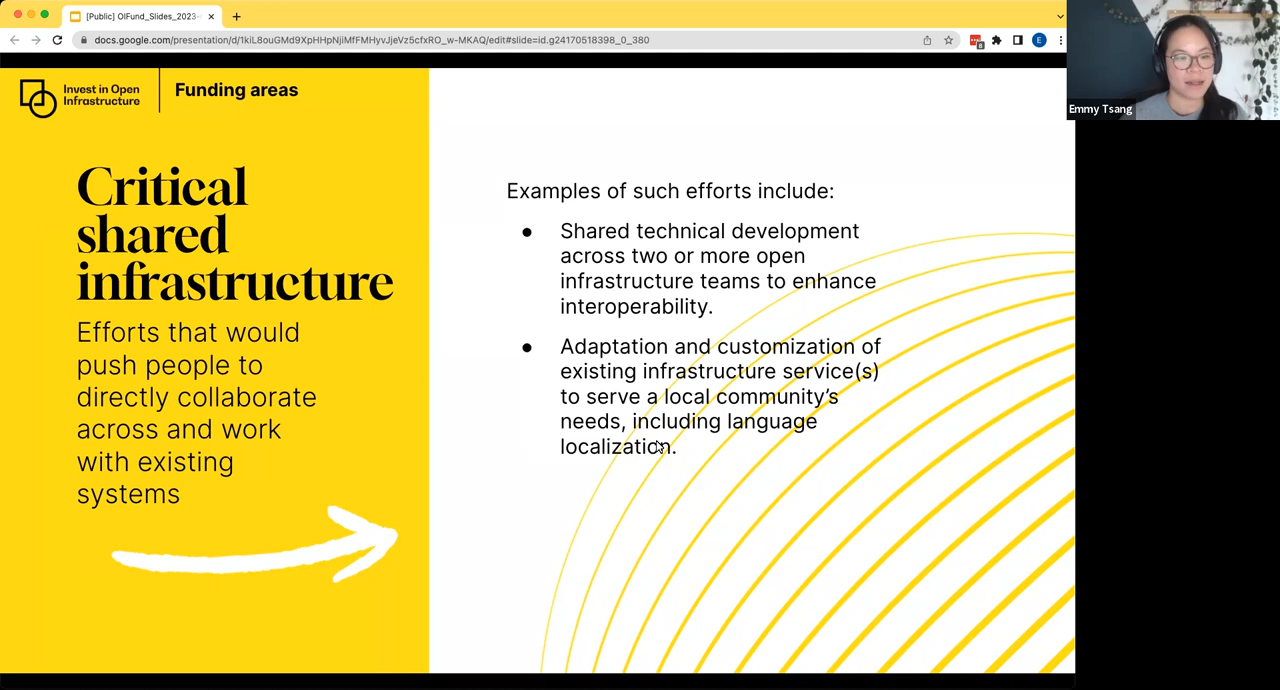 [Public] OIFund_Slides_2023-
docs.google.com/presentation/d/1kiL8ouGMd9XpHHpNjiMfFMHyvJjeVz5cfxRO_w-MKAQ/edit#slide=id.g24170518398_0_380
E
Emmy Tsang
Invest in Open
Infrastructure
Funding areas
Critical
shared
infrastructure
Efforts that would
push people to
directly collaborate
across and work
with existing
systems
Examples of such efforts include:
● Shared technical development
across two or more open
infrastructure teams to enhance
interoperability.
● Adaptation and customization of
existing infrastructure service(s)
to serve a local community’s
needs, including language
localization.